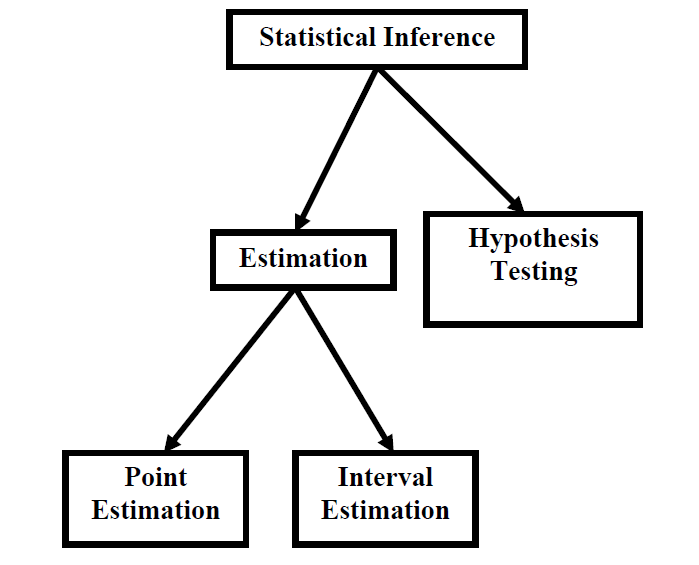 Statistical Inference
Estimation
Hypothesis
Testing
Point
Estimation
Interval
Estimation